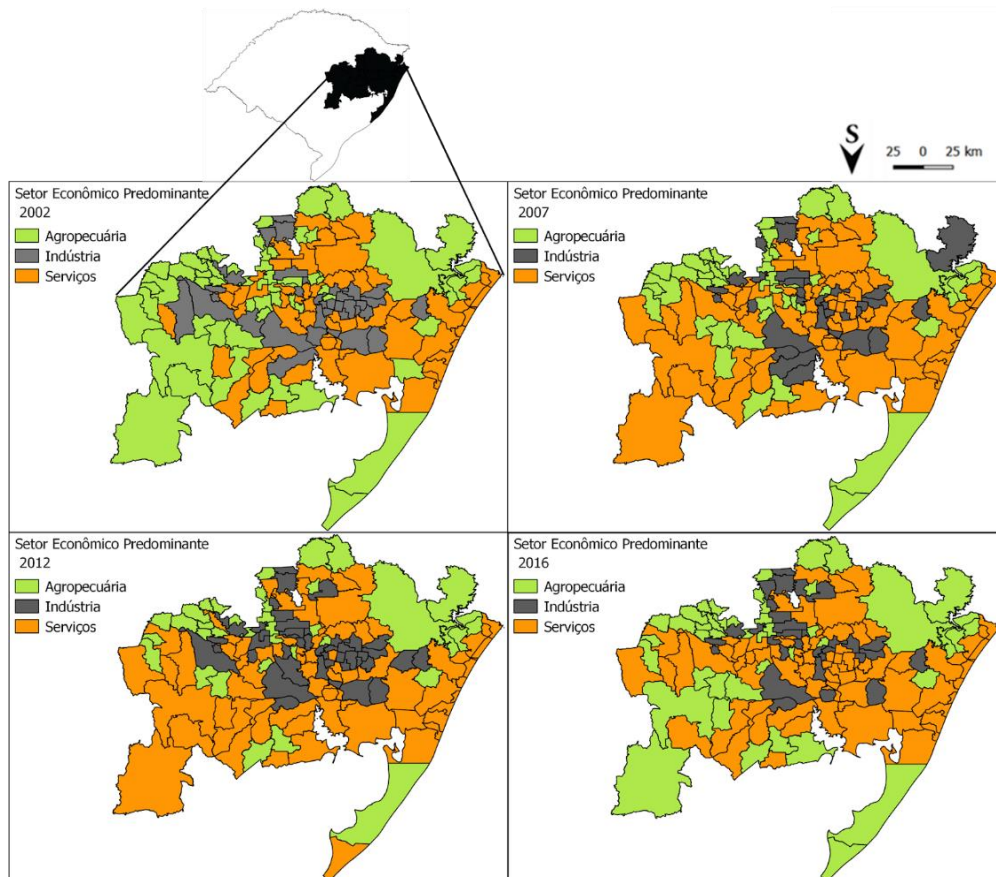 S
25 0 25 km
Setor Econômico Predominante
2002
Agropecuária
Indústria
Serviços
Setor Econômico Predominante
2007
Agropecuária
Indústria
Serviços
Setor Econômico Predominante
2012
Agropecuária
Indústria
Serviços
Setor Econômico Predominante
2016
Agropecuária
Indústria
Serviços